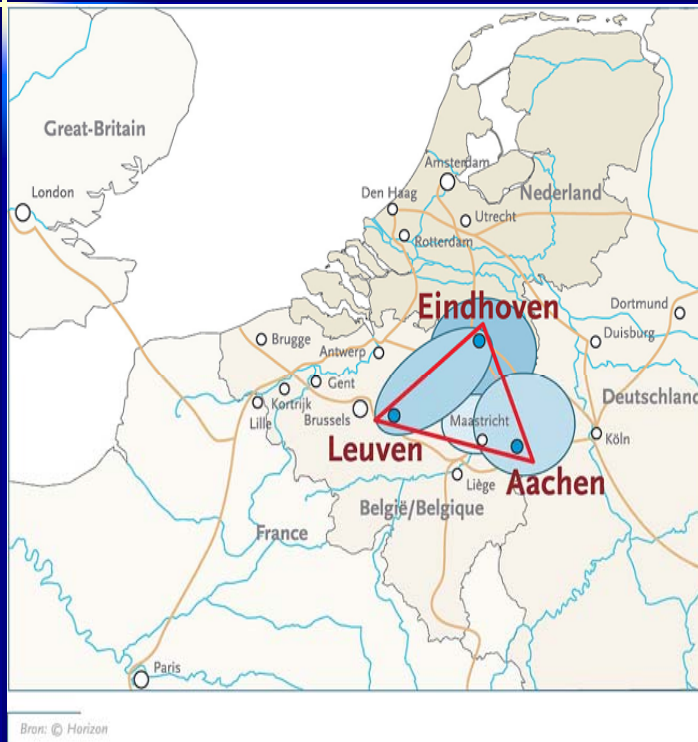 Great-Britain
London
Amsterdam
Den Haag
Nederland
Utrecht
Rotterdam
Eindhoven
Dortmund
Duisburg
Brugge
Antwerp
Gent
Deutschland
Kortrijk
Lille
Brussels
Maastricht
Köln
Leuven
Liège
Aachen
België/Belgique
France
Paris
Bron: © Horizon